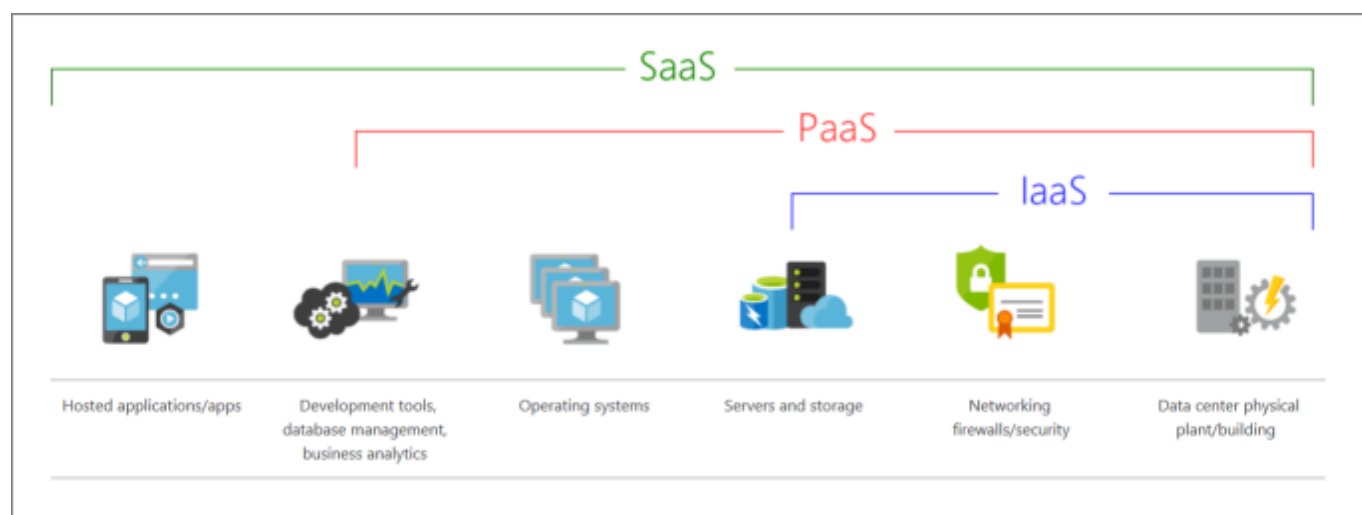 SaaS
PaaS
IaaS
Hosted applications/apps
Development tools,
database management,
business analytics
Operating systems
Servers and storage
Networking
firewalls/security
Data center physical
plant/building